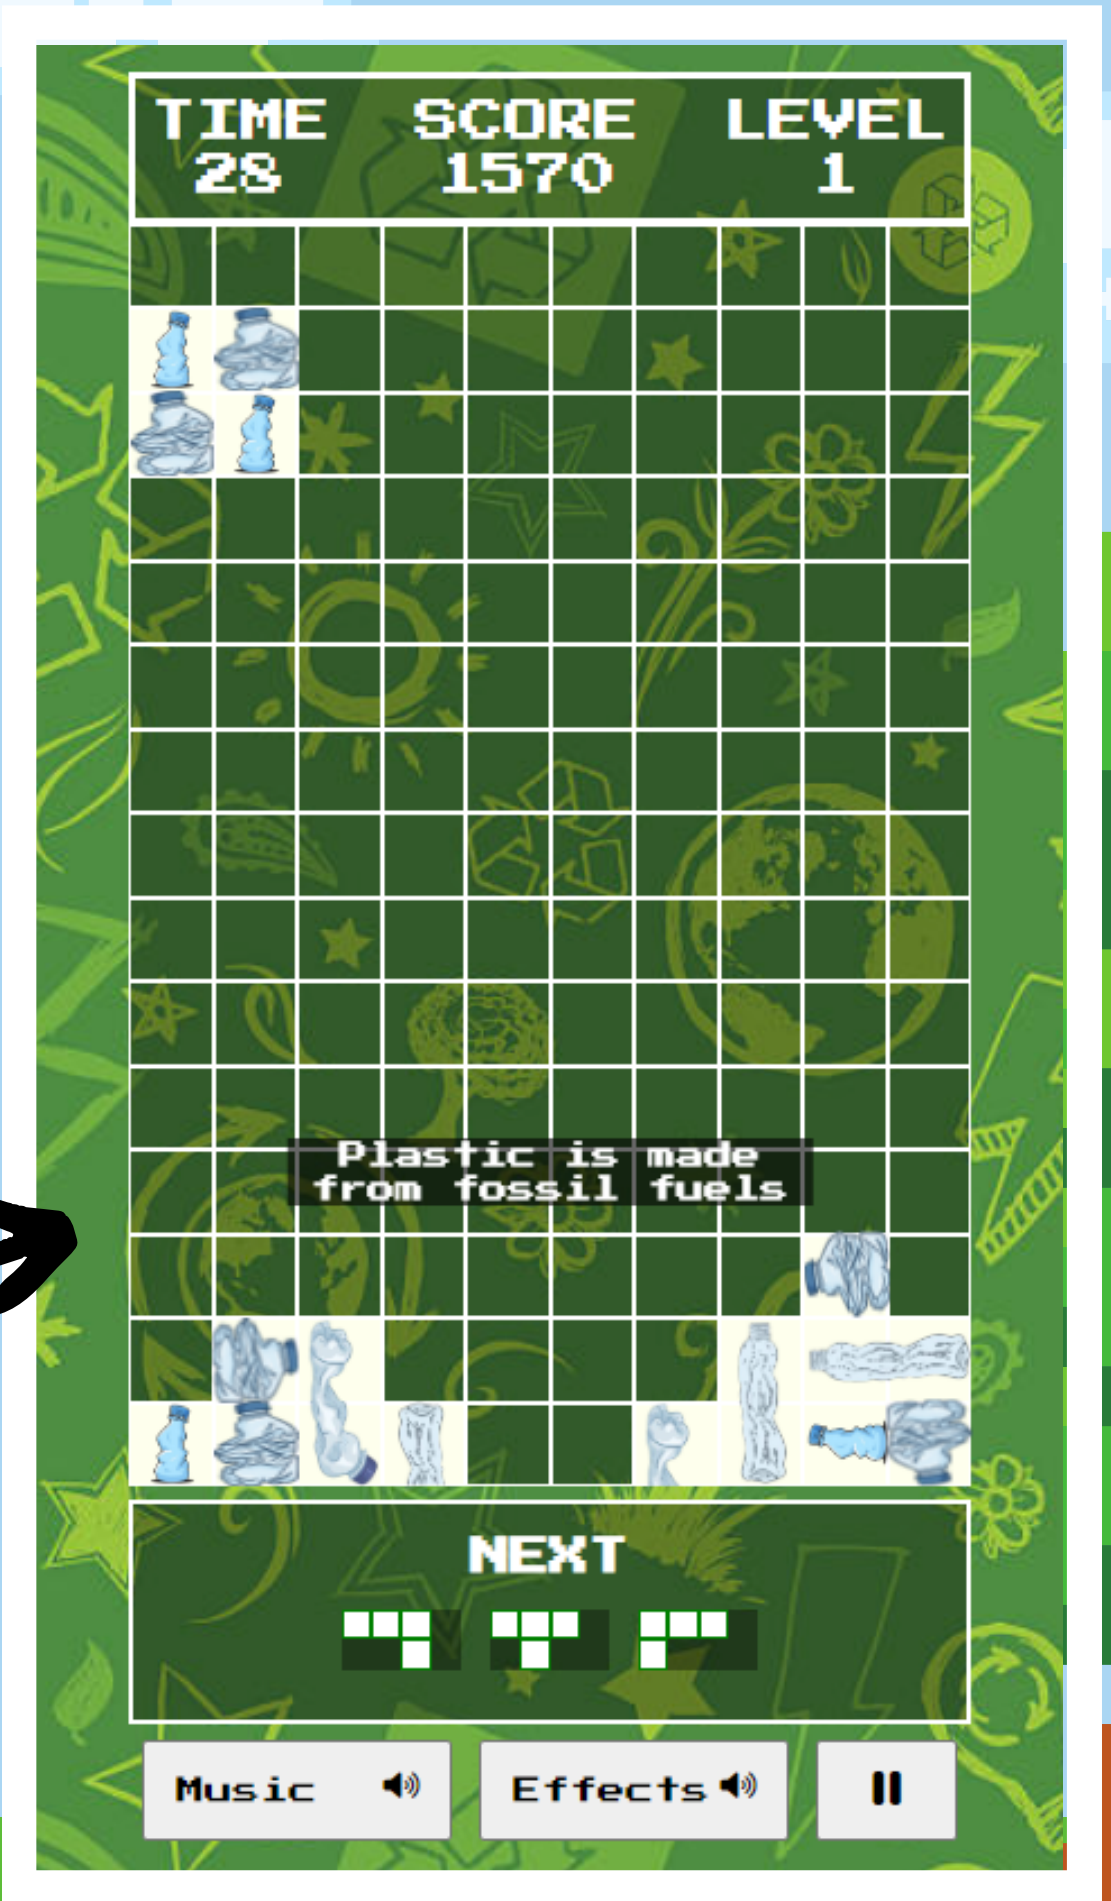 TIME SCORE LEVEL
28 1570 1
Plastic is made
from fossil fuels
NEXT
Music Effects